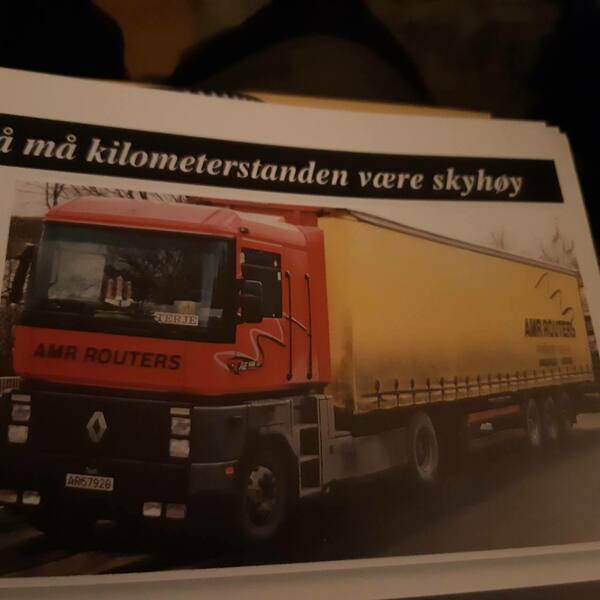 å må kilometerstanden være skyhøy
TERJE
AMR ROUTERS
AMR ROUTERS
AR57928